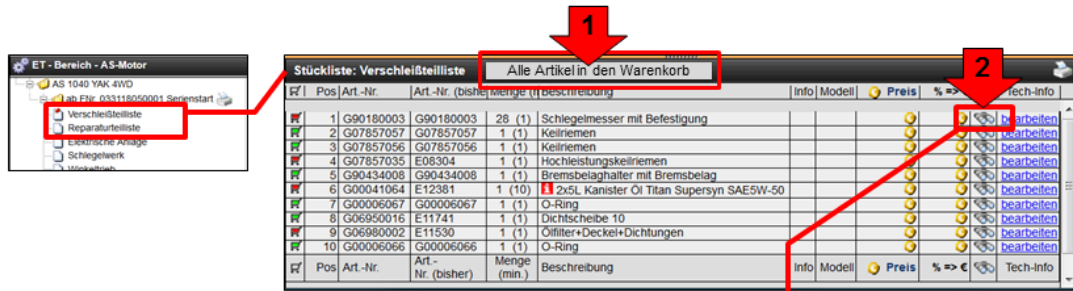 1
2
ET - Bereich - AS-Motor
AS 1040 YAK 4WD
ab FNr. 033118050001 Serienstart
Verschleißteilliste
Reparaturteilliste
Elektrische Anlage
Schlegelwerk
Winkeltrieb
Stückliste: Verschleißteilliste Alle Artikel in den Warenkorb
Pos Art.-Nr. Art.-Nr. (bishe Menge (m Beschreibung Info Modell Preis % => Tech-Info
1 G90180003 G90180003 28 (1) Schlegelmesser mit Befestigung bearbeiten
2 G07857057 G07857057 1 (1) Keilriemen bearbeiten
3 G07857056 G07857056 1 (1) Keilriemen bearbeiten
4 G07857035 E08304 1 (1) Hochleistungskeilriemen bearbeiten
5 G90434008 G90434008 1 (1) Bremsbelaghalter mit Bremsbelag bearbeiten
6 G00041064 E12381 1 (10) 2x5L Kanister Öl Titan Supersyn SAE5W-50 bearbeiten
7 G00006067 G00006067 1 (1) O-Ring bearbeiten
8 G06950016 E11741 1 (1) Dichtscheibe 10 bearbeiten
9 G06980002 E11530 1 (1) Ölfilter+Deckel+Dichtungen bearbeiten
10 G00006066 G00006066 1 (1) O-Ring bearbeiten
Pos Art.-Nr. Art.-Nr. (bisher) Menge (min.) Beschreibung Info Modell Preis % => € Tech-Info